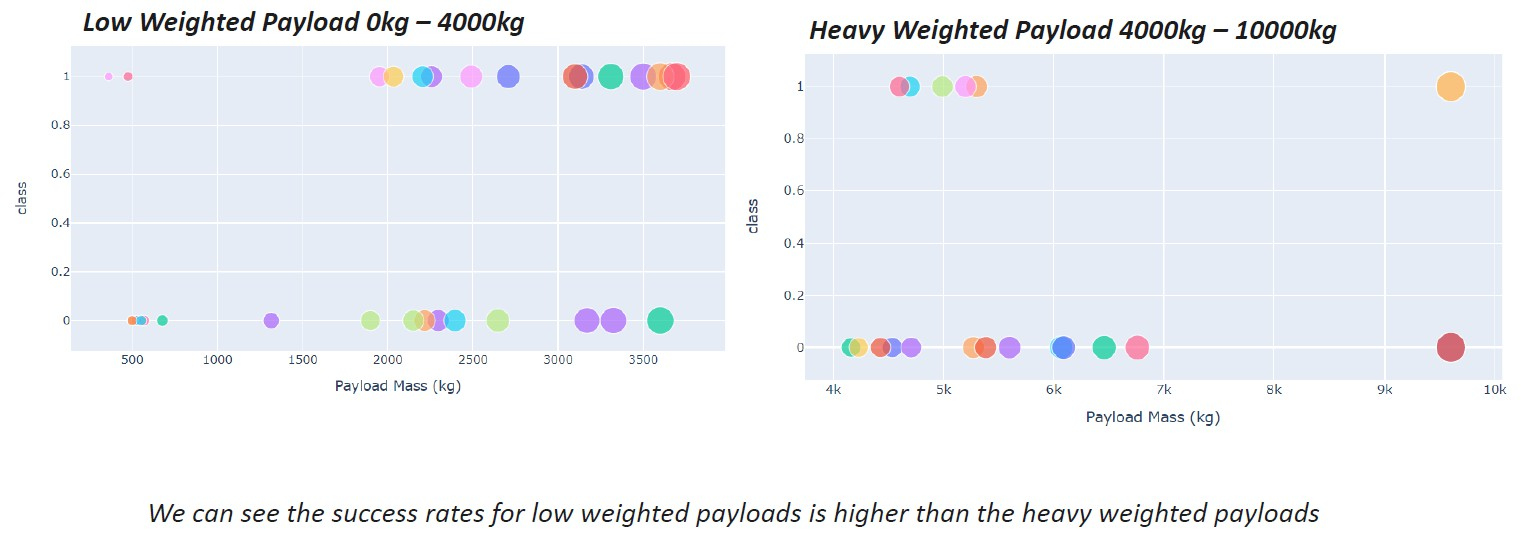 Low Weighted Payload 0kg – 4000kg
class
1
0.8
0.6
0.4
0.2
0
500 1000 1500 2000 2500 3000 3500
Payload Mass (kg)
Heavy Weighted Payload 4000kg – 10000kg
class
1
0.8
0.6
0.4
0.2
0
4k 5k 6k 7k 8k 9k 10k
Payload Mass (kg)
We can see the success rates for low weighted payloads is higher than the heavy weighted payloads